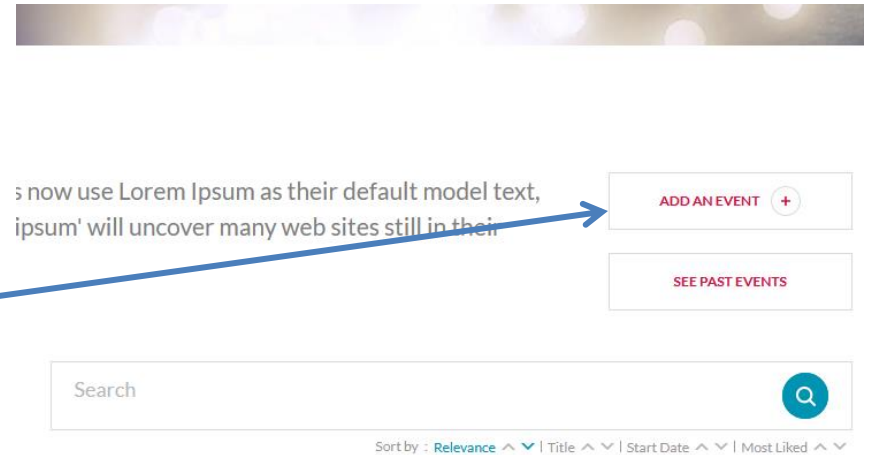 s now use Lorem Ipsum as their default model text,
ipsum' will uncover many web sites still in their
ADD AN EVENT +
SEE PAST EVENTS
Search
Sort by : Relevance | Title | Start Date | Most Liked